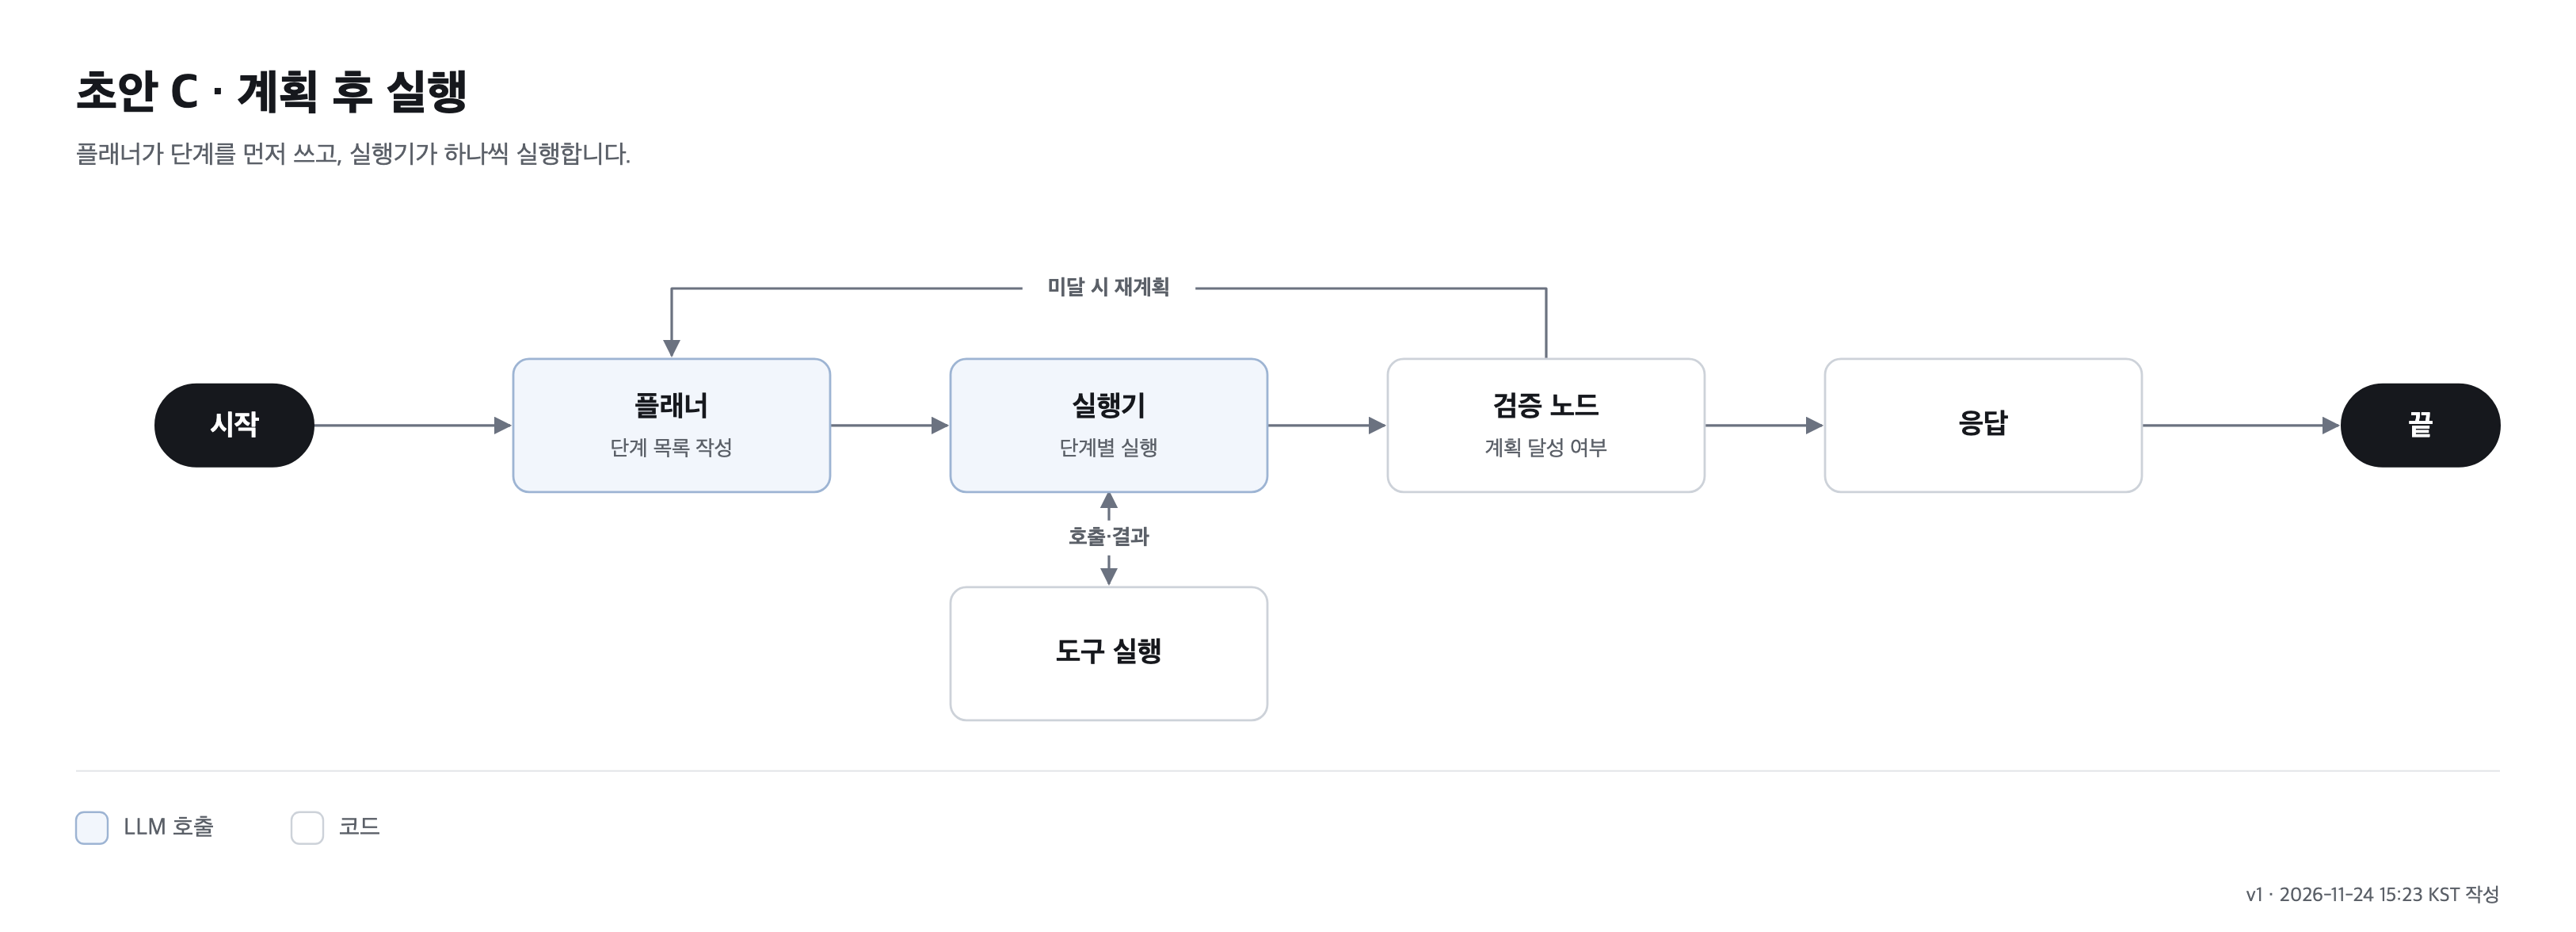 초안 C · 계획 후 실행
플래너가 단계를 먼저 쓰고, 실행기가 하나씩 실행합니다.
미달 시 재계획
시작
플래너
단계 목록 작성
실행기
단계별 실행
검증 노드
계획 달성 여부
응답
끝
호출·결과
도구 실행
LLM 호출
코드
v1 · 2026-11-24 15:23 KST 작성